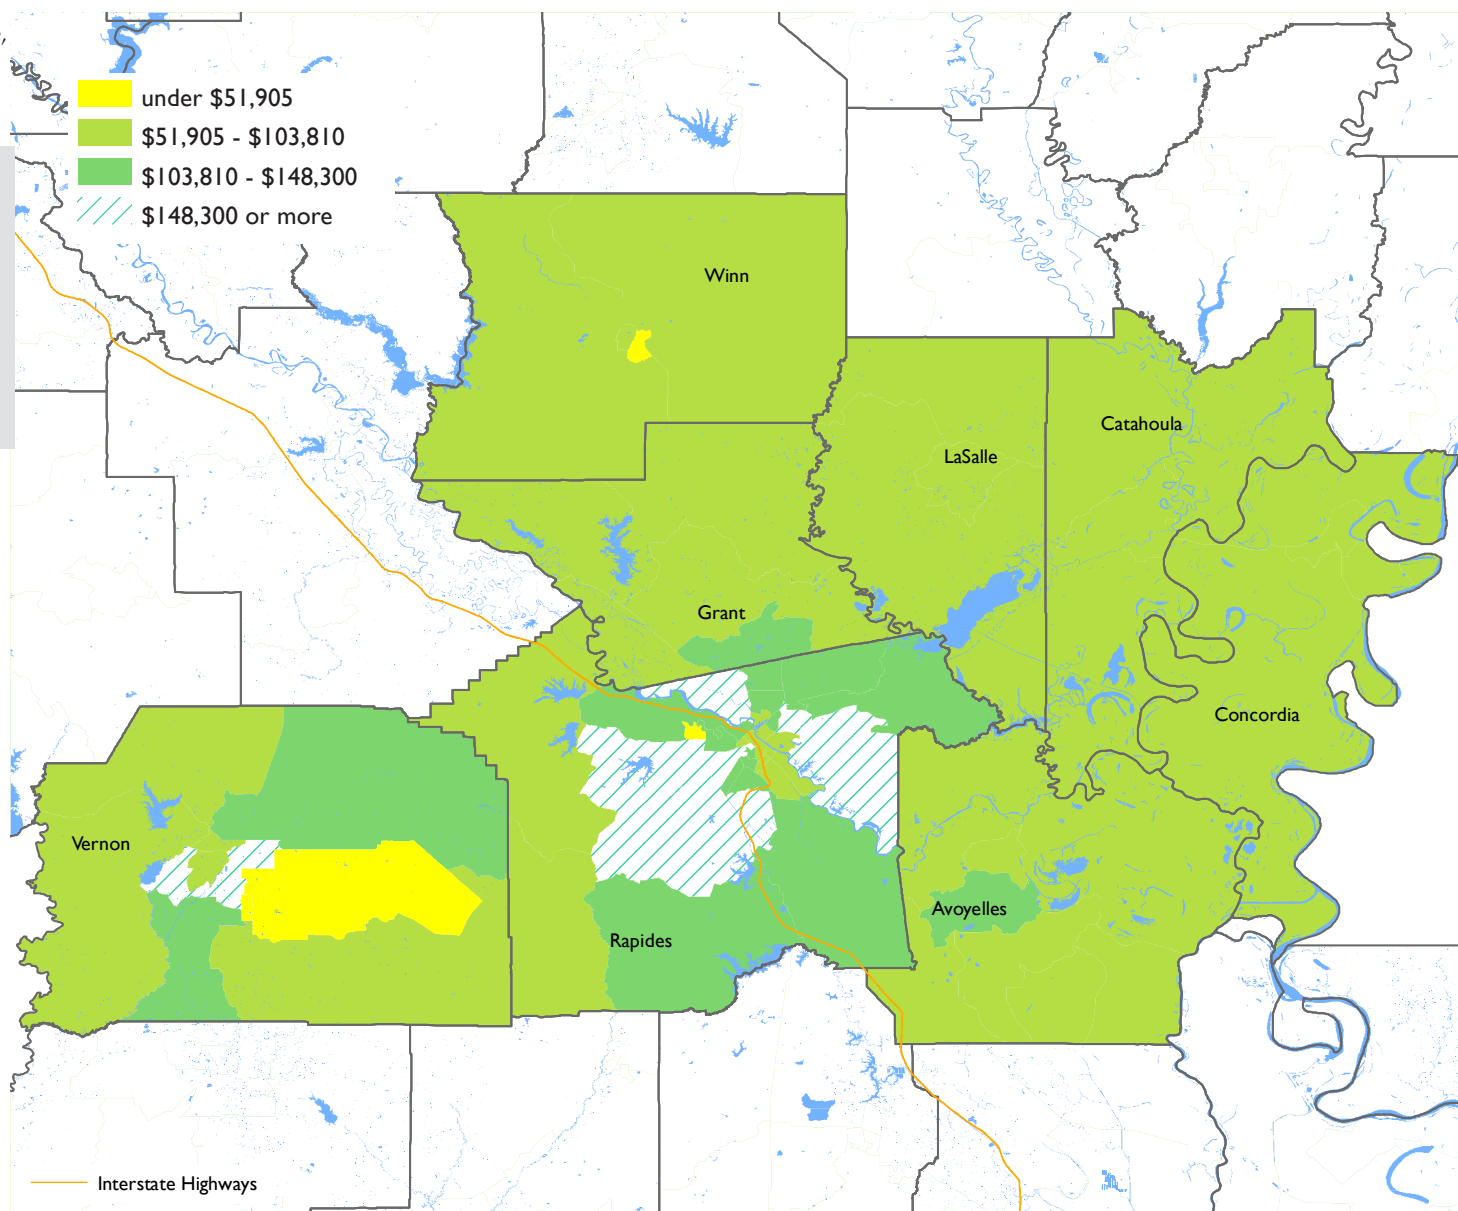 under $51,905
$51,905 - $103,810
$103,810 - $148,300
$148,300 or more
Winn
Catahoula
LaSalle
Grant
Concordia
Vernon
Avoyelles
Rapides
Interstate Highways